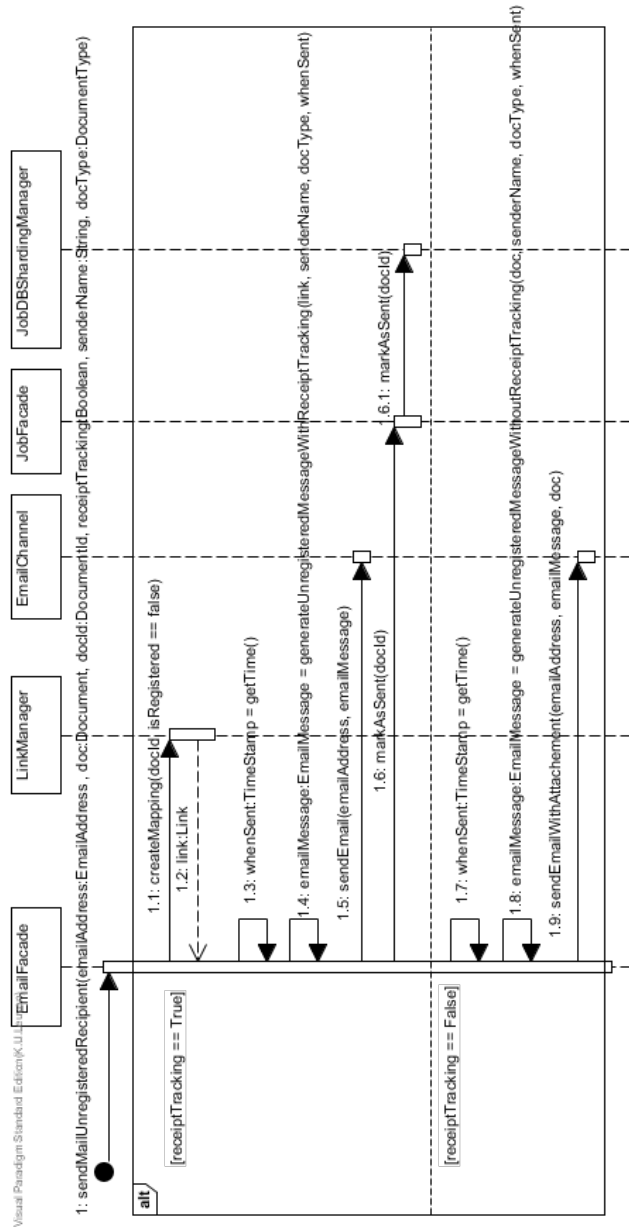 Visual Paradigm Standard Edition(K.U.Leuven)
EmailFacade
LinkManager
EmailChannel
JobFacade
JobDBShardingManager
1: sendMailUnregisteredRecipient(emailAddress:EmailAddress , doc:Document, docId:DocumentId, receiptTracking:Boolean, senderName:String, docType:DocumentType)
alt
[receiptTracking == True]
1.1: createMapping(docId, isRegistered == false)
1.2: link:Link
1.3: whenSent:TimeStamp = getTime()
1.4: emailMessage:EmailMessage = generateUnregisteredMessageWithReceiptTracking(link, senderName, docType, whenSent)
1.5: sendEmail(emailAddress, emailMessage)
1.6: markAsSent(docId)
1.6.1: markAsSent(docId)
[receiptTracking == False]
1.7: whenSent:TimeStamp = getTime()
1.8: emailMessage:EmailMessage = generateUnregisteredMessageWithoutReceiptTracking(doc, senderName, docType, whenSent)
1.9: sendEmailWithAttachement(emailAddress, emailMessage, doc)